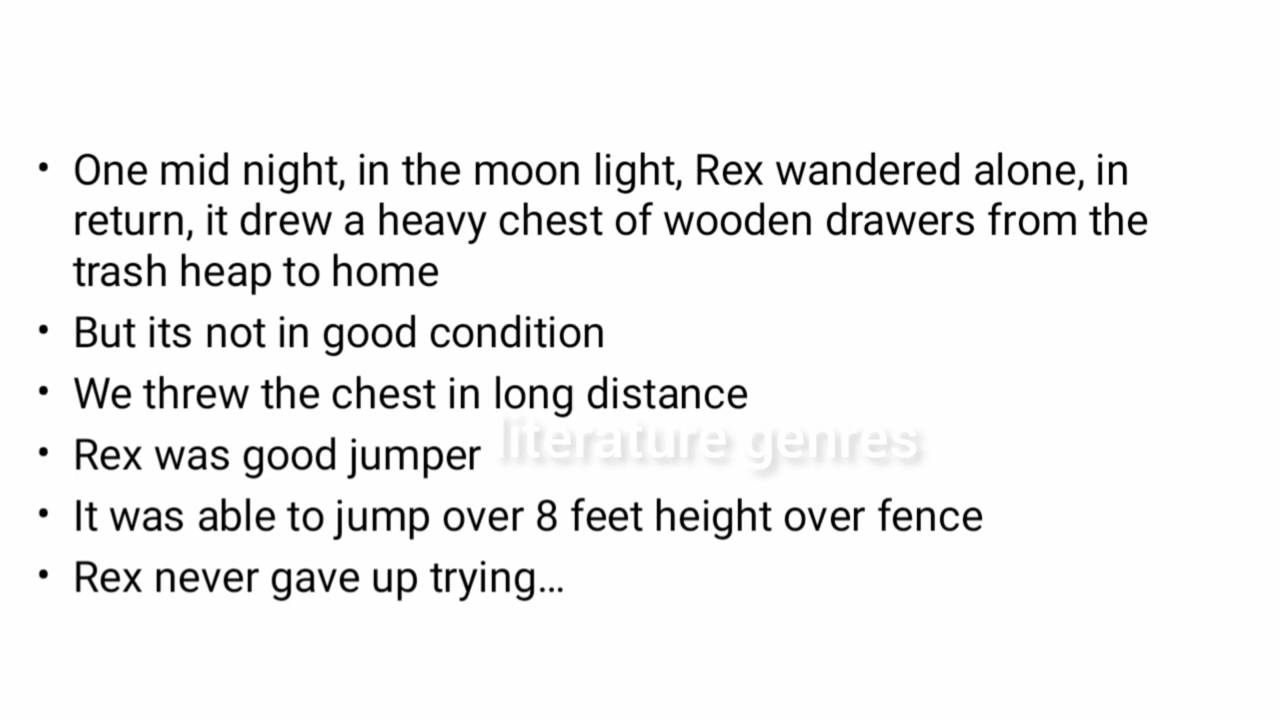 • One mid night, in the moon light, Rex wandered alone, in
return, it drew a heavy chest of wooden drawers from the
trash heap to home
• But its not in good condition
• We threw the chest in long distance
literature genres
• Rex was good jumper
• It was able to jump over 8 feet height over fence
• Rex never gave up trying...